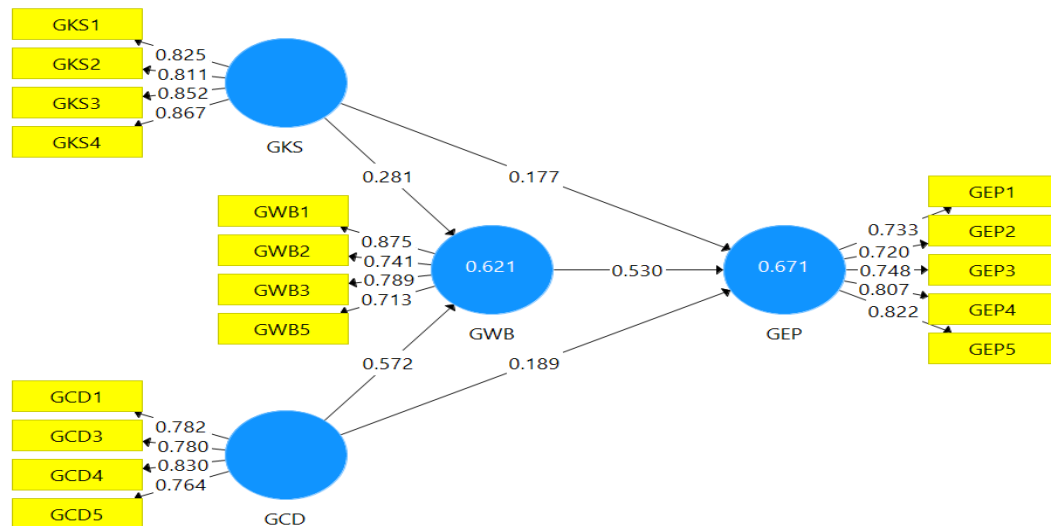 GKS1
GKS2
GKS3
GKS4
0.825
0.811
0.852
0.867
GKS
0.281
0.177
GWB1
GWB2
GWB3
GWB5
0.875
0.741
0.789
0.713
0.621
GWB
0.530
0.671
GEP
0.733
0.720
0.748
0.807
0.822
GEP1
GEP2
GEP3
GEP4
GEP5
0.572
0.189
GCD1
GCD3
GCD4
GCD5
0.782
0.780
0.830
0.764
GCD